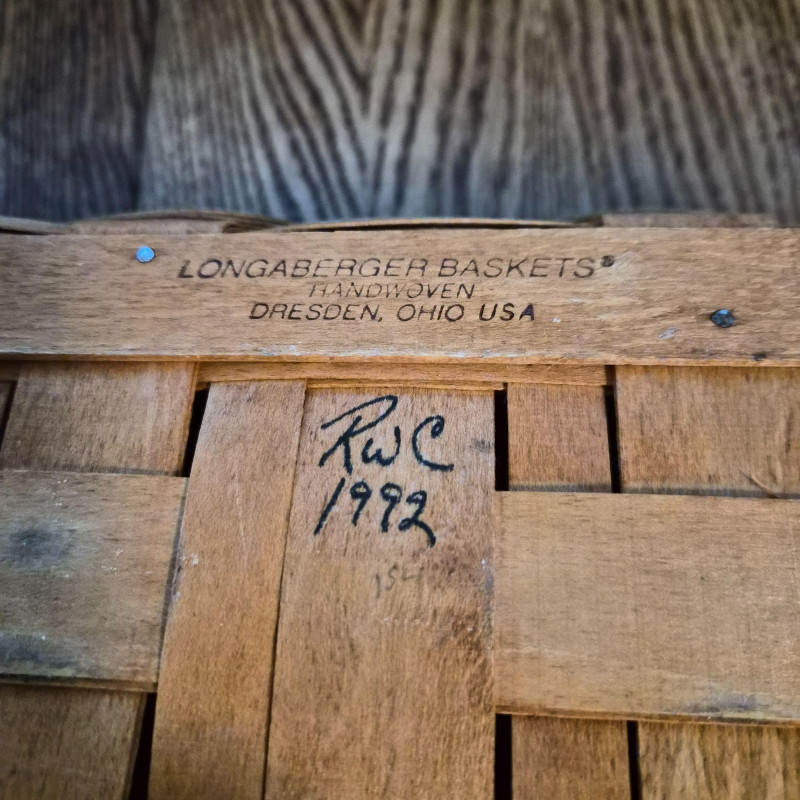 LONGABERGER BASKETS®
HANDWOVEN
DRESDEN, OHIO USA
RWC
1992